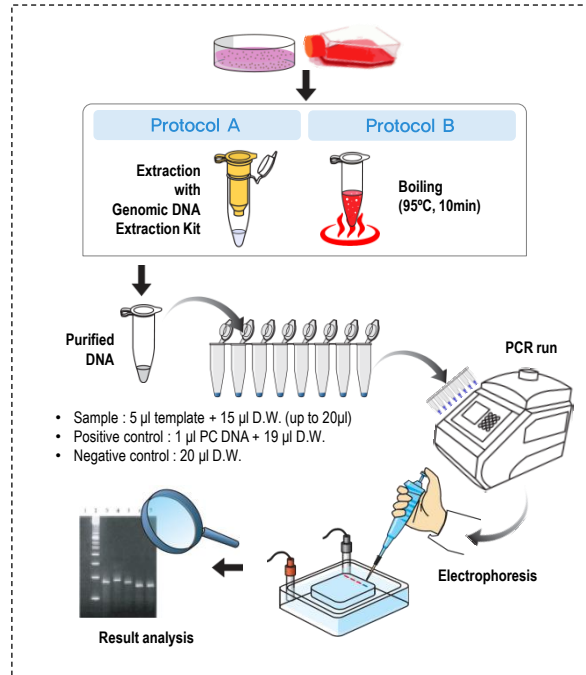 Protocol A
Protocol B
Extraction
with
Genomic DNA
Extraction Kit
Boiling
(95ºC, 10min)
Purified
DNA
PCR run
• Sample : 5 µl template + 15 µl D.W. (up to 20µl)
• Positive control : 1 µl PC DNA + 19 µl D.W.
• Negative control : 20 µl D.W.
Electrophoresis
Result analysis